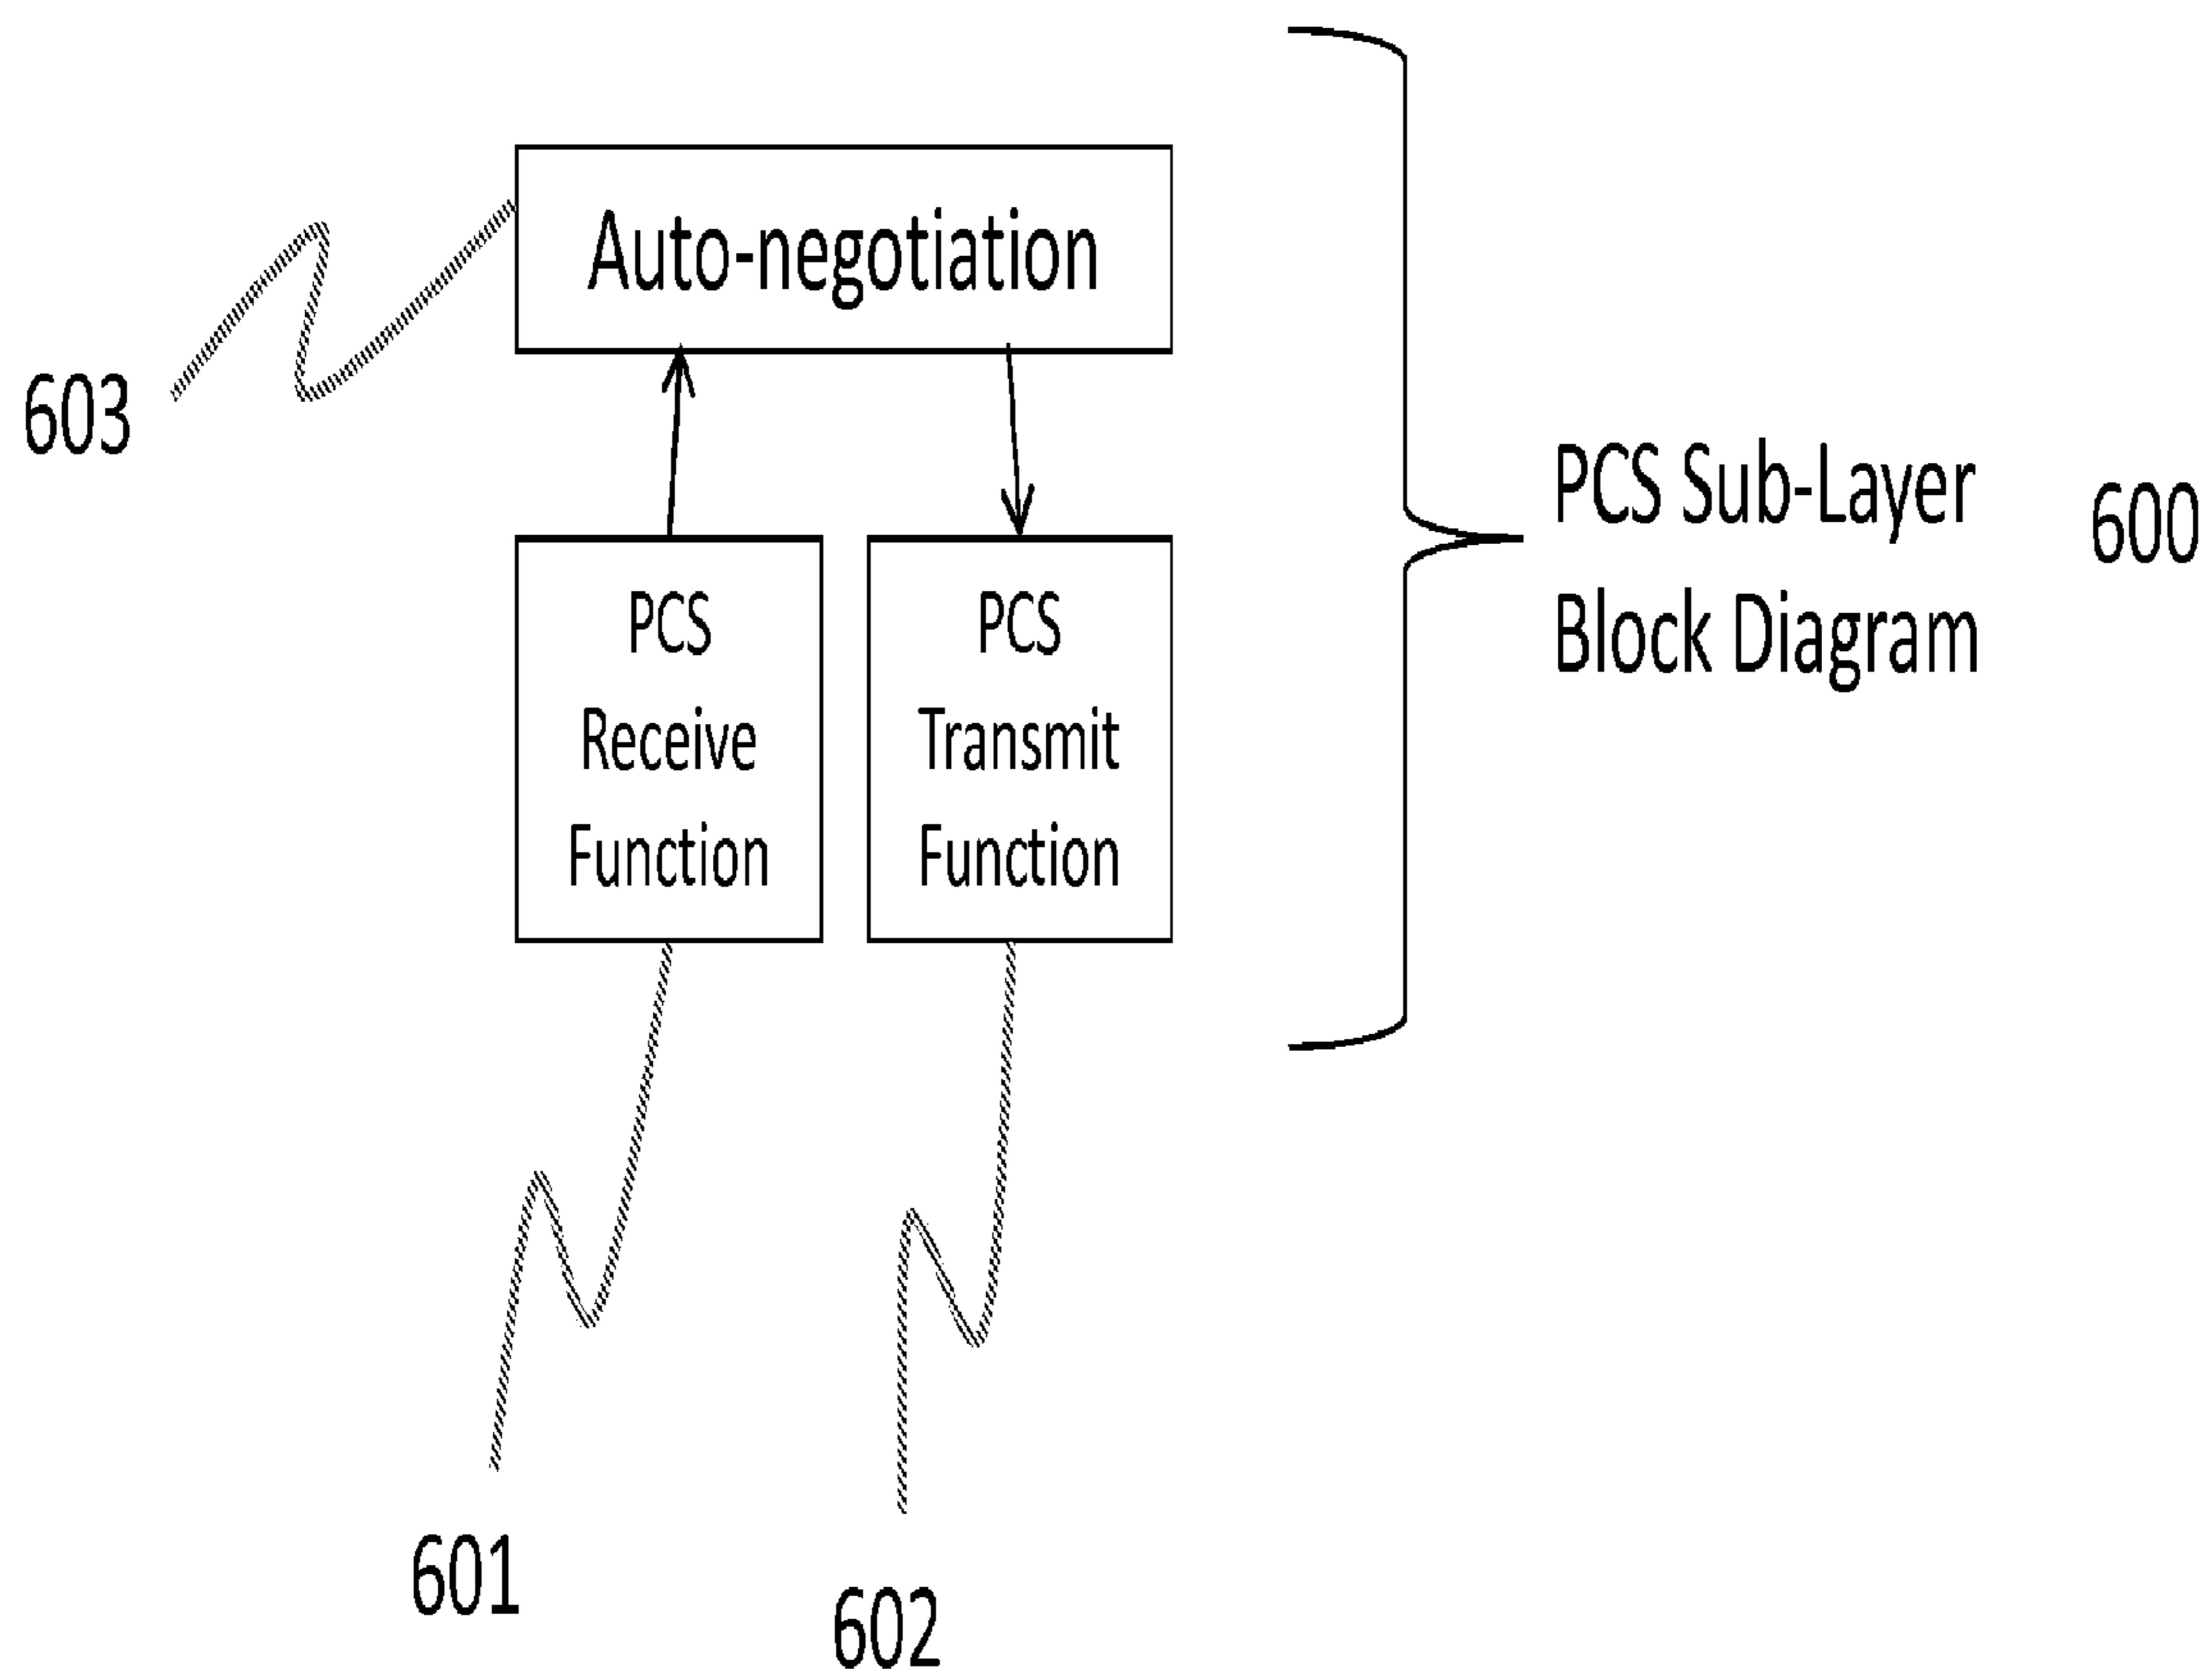 Auto-negotiation
603
PCS Sub-Layer
Block Diagram
600
PCS
Receive
Function
PCS
Transmit
Function
601
602